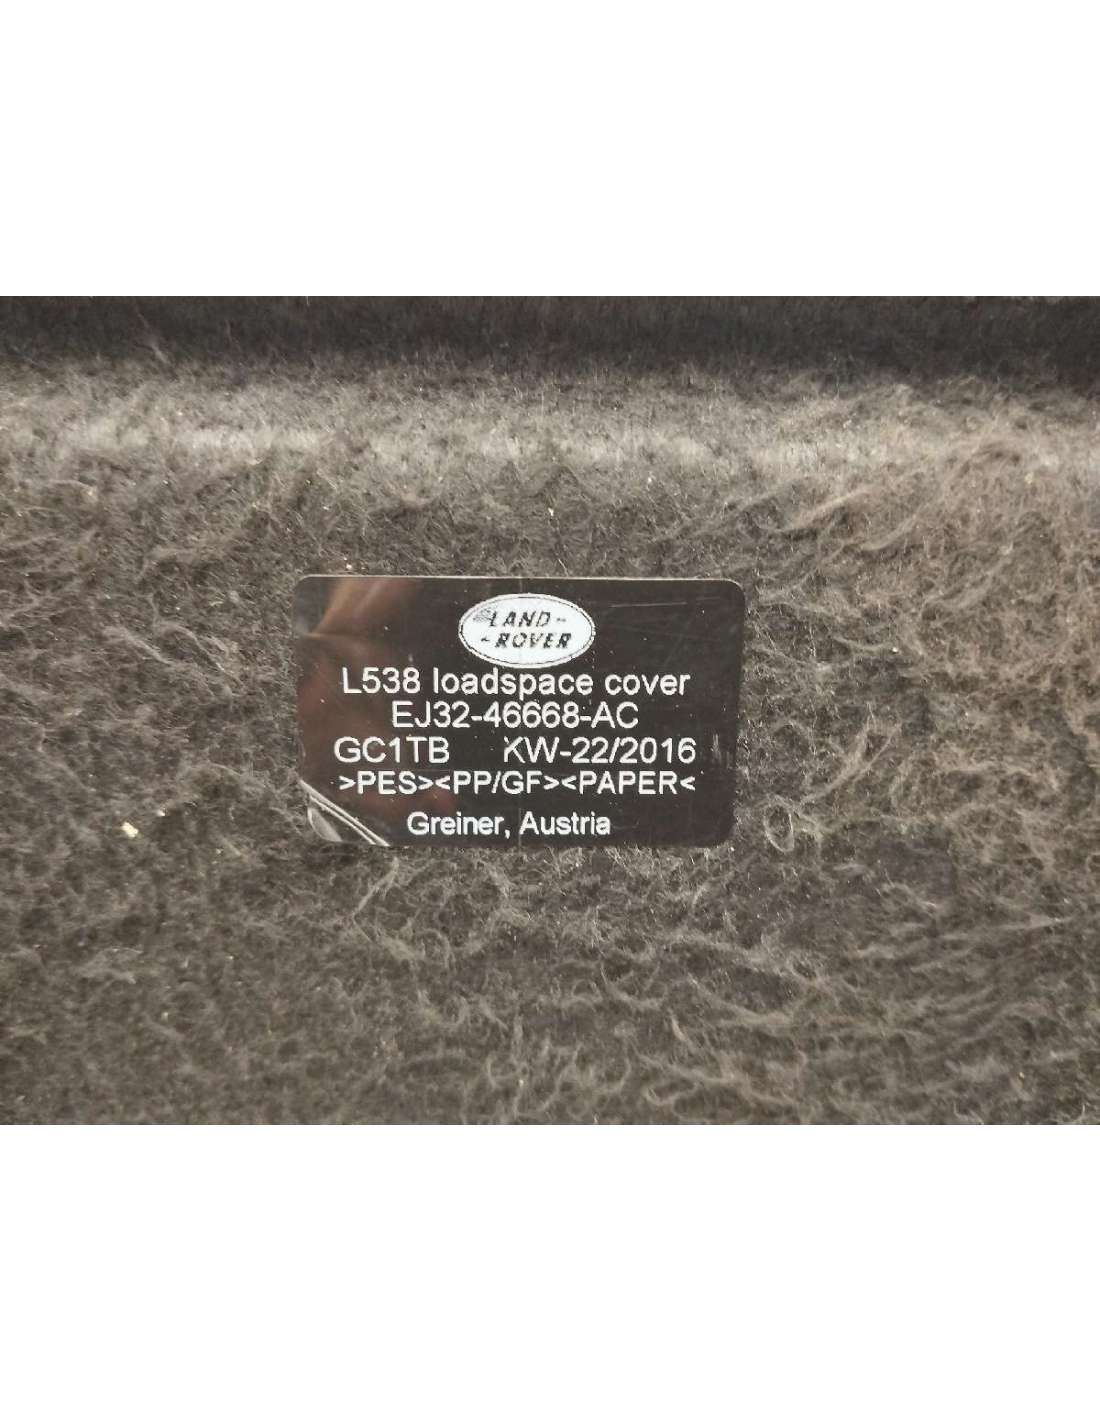 LAND-
-ROVER
L538 loadspace cover
EJ32-46668-AC
GC1TB KW-22/2016
>PES><PP/GF><PAPER<
Greiner, Austria